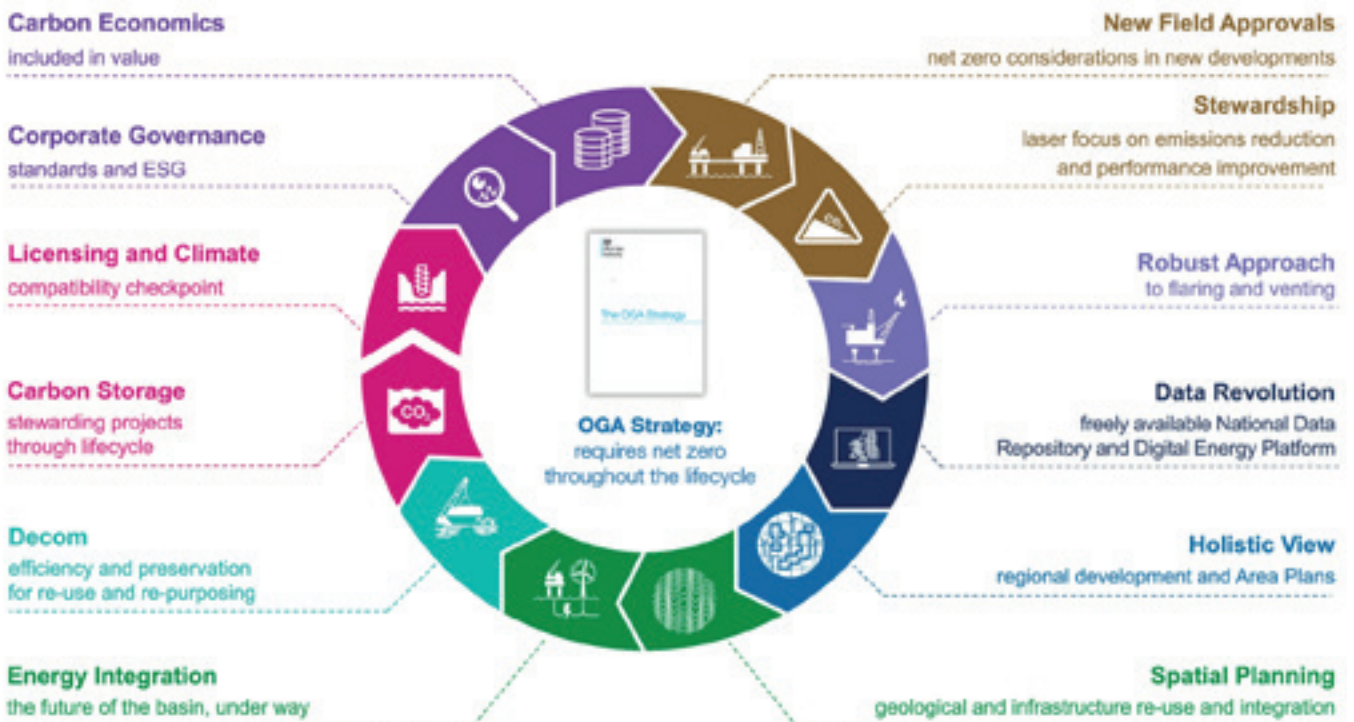 Carbon Economics
included in value
Corporate Governance
standards and ESG
Licensing and Climate
compatibility checkpoint
Carbon Storage
stewarding projects
through lifecycle
Decom
efficiency and preservation
for re-use and re-purposing
Energy Integration
the future of the basin, under way
New Field Approvals
net zero considerations in new developments
Stewardship
laser focus on emissions reduction
and performance improvement
Robust Approach
to flaring and venting
Data Revolution
freely available National Data
Repository and Digital Energy Platform
Holistic View
regional development and Area Plans
Spatial Planning
geological and infrastructure re-use and integration
The OGA Strategy
OGA Strategy:
requires net zero
throughout the lifecycle
CO₂
CO₂